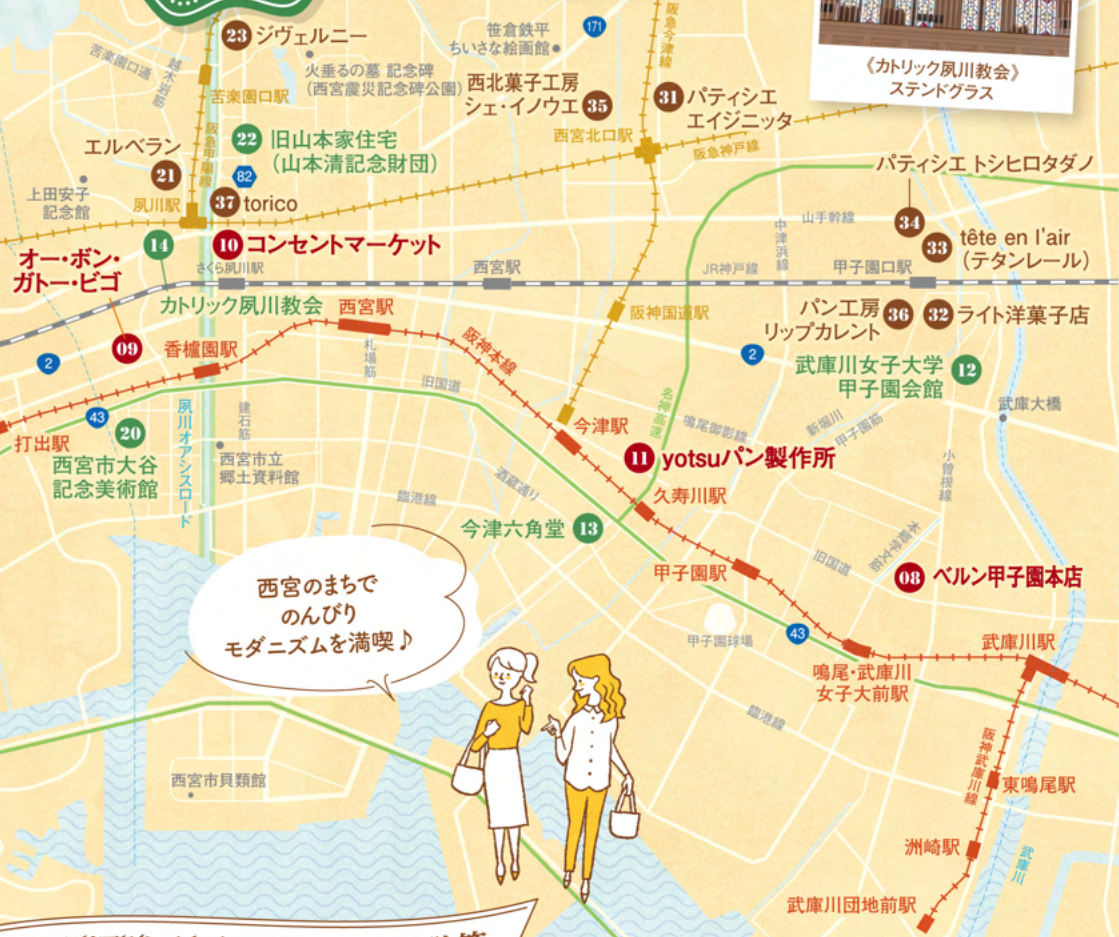 23 ジヴェルニー
笹倉鉄平
ちいさな絵画館
171
阪急今津線
《カトリック夙川教会》
ステンドグラス
苦楽園口通
越木岩筋
火垂るの墓 記念碑
(西宮震災記念碑公園)
苦楽園口駅
西北菓子工房
シェ・イノウエ 35
31 パティシエ
エイジニッタ
西宮北口駅
阪急神戸線
エルベラン
21
阪急甲陽線
22 旧山本家住宅
(山本清記念財団)
82
パティシエ トシヒロタダノ
34
上田安子
記念館
夙川駅
37 torico
山手幹線
中津浜線
33 tête en l'air
(テタンレール)
オー・ボン・
ガトー・ビゴ
14
10 コンセントマーケット
さくら夙川駅
西宮駅
JR神戸線
甲子園口駅
カトリック夙川教会
西宮駅
阪神国道駅
パン工房
リップカレント 36
32 ライト洋菓子店
09
2
香櫨園駅
札場筋
阪神本線
2
武庫川女子大学
甲子園会館
12
旧国道
名神高速
武庫大橋
43
夙川オアシスロード
建石筋
今津駅
鳴尾御影線
新堀川
甲子園筋
打出駅
20
西宮市大谷
記念美術館
西宮市立
郷土資料館
11 yotsuパン製作所
小曽根線
酒蔵通り
臨港線
久寿川駅
今津六角堂 13
旧国道
甲子園駅
08 ベルン甲子園本店
西宮のまちで
のんびり
モダニズムを満喫♪
甲子園球場
43
武庫川駅
鳴尾・武庫川
女子大前駅
臨港線
阪神武庫川線
西宮市貝類館
東鳴尾駅
洲崎駅
武庫川
武庫川団地前駅